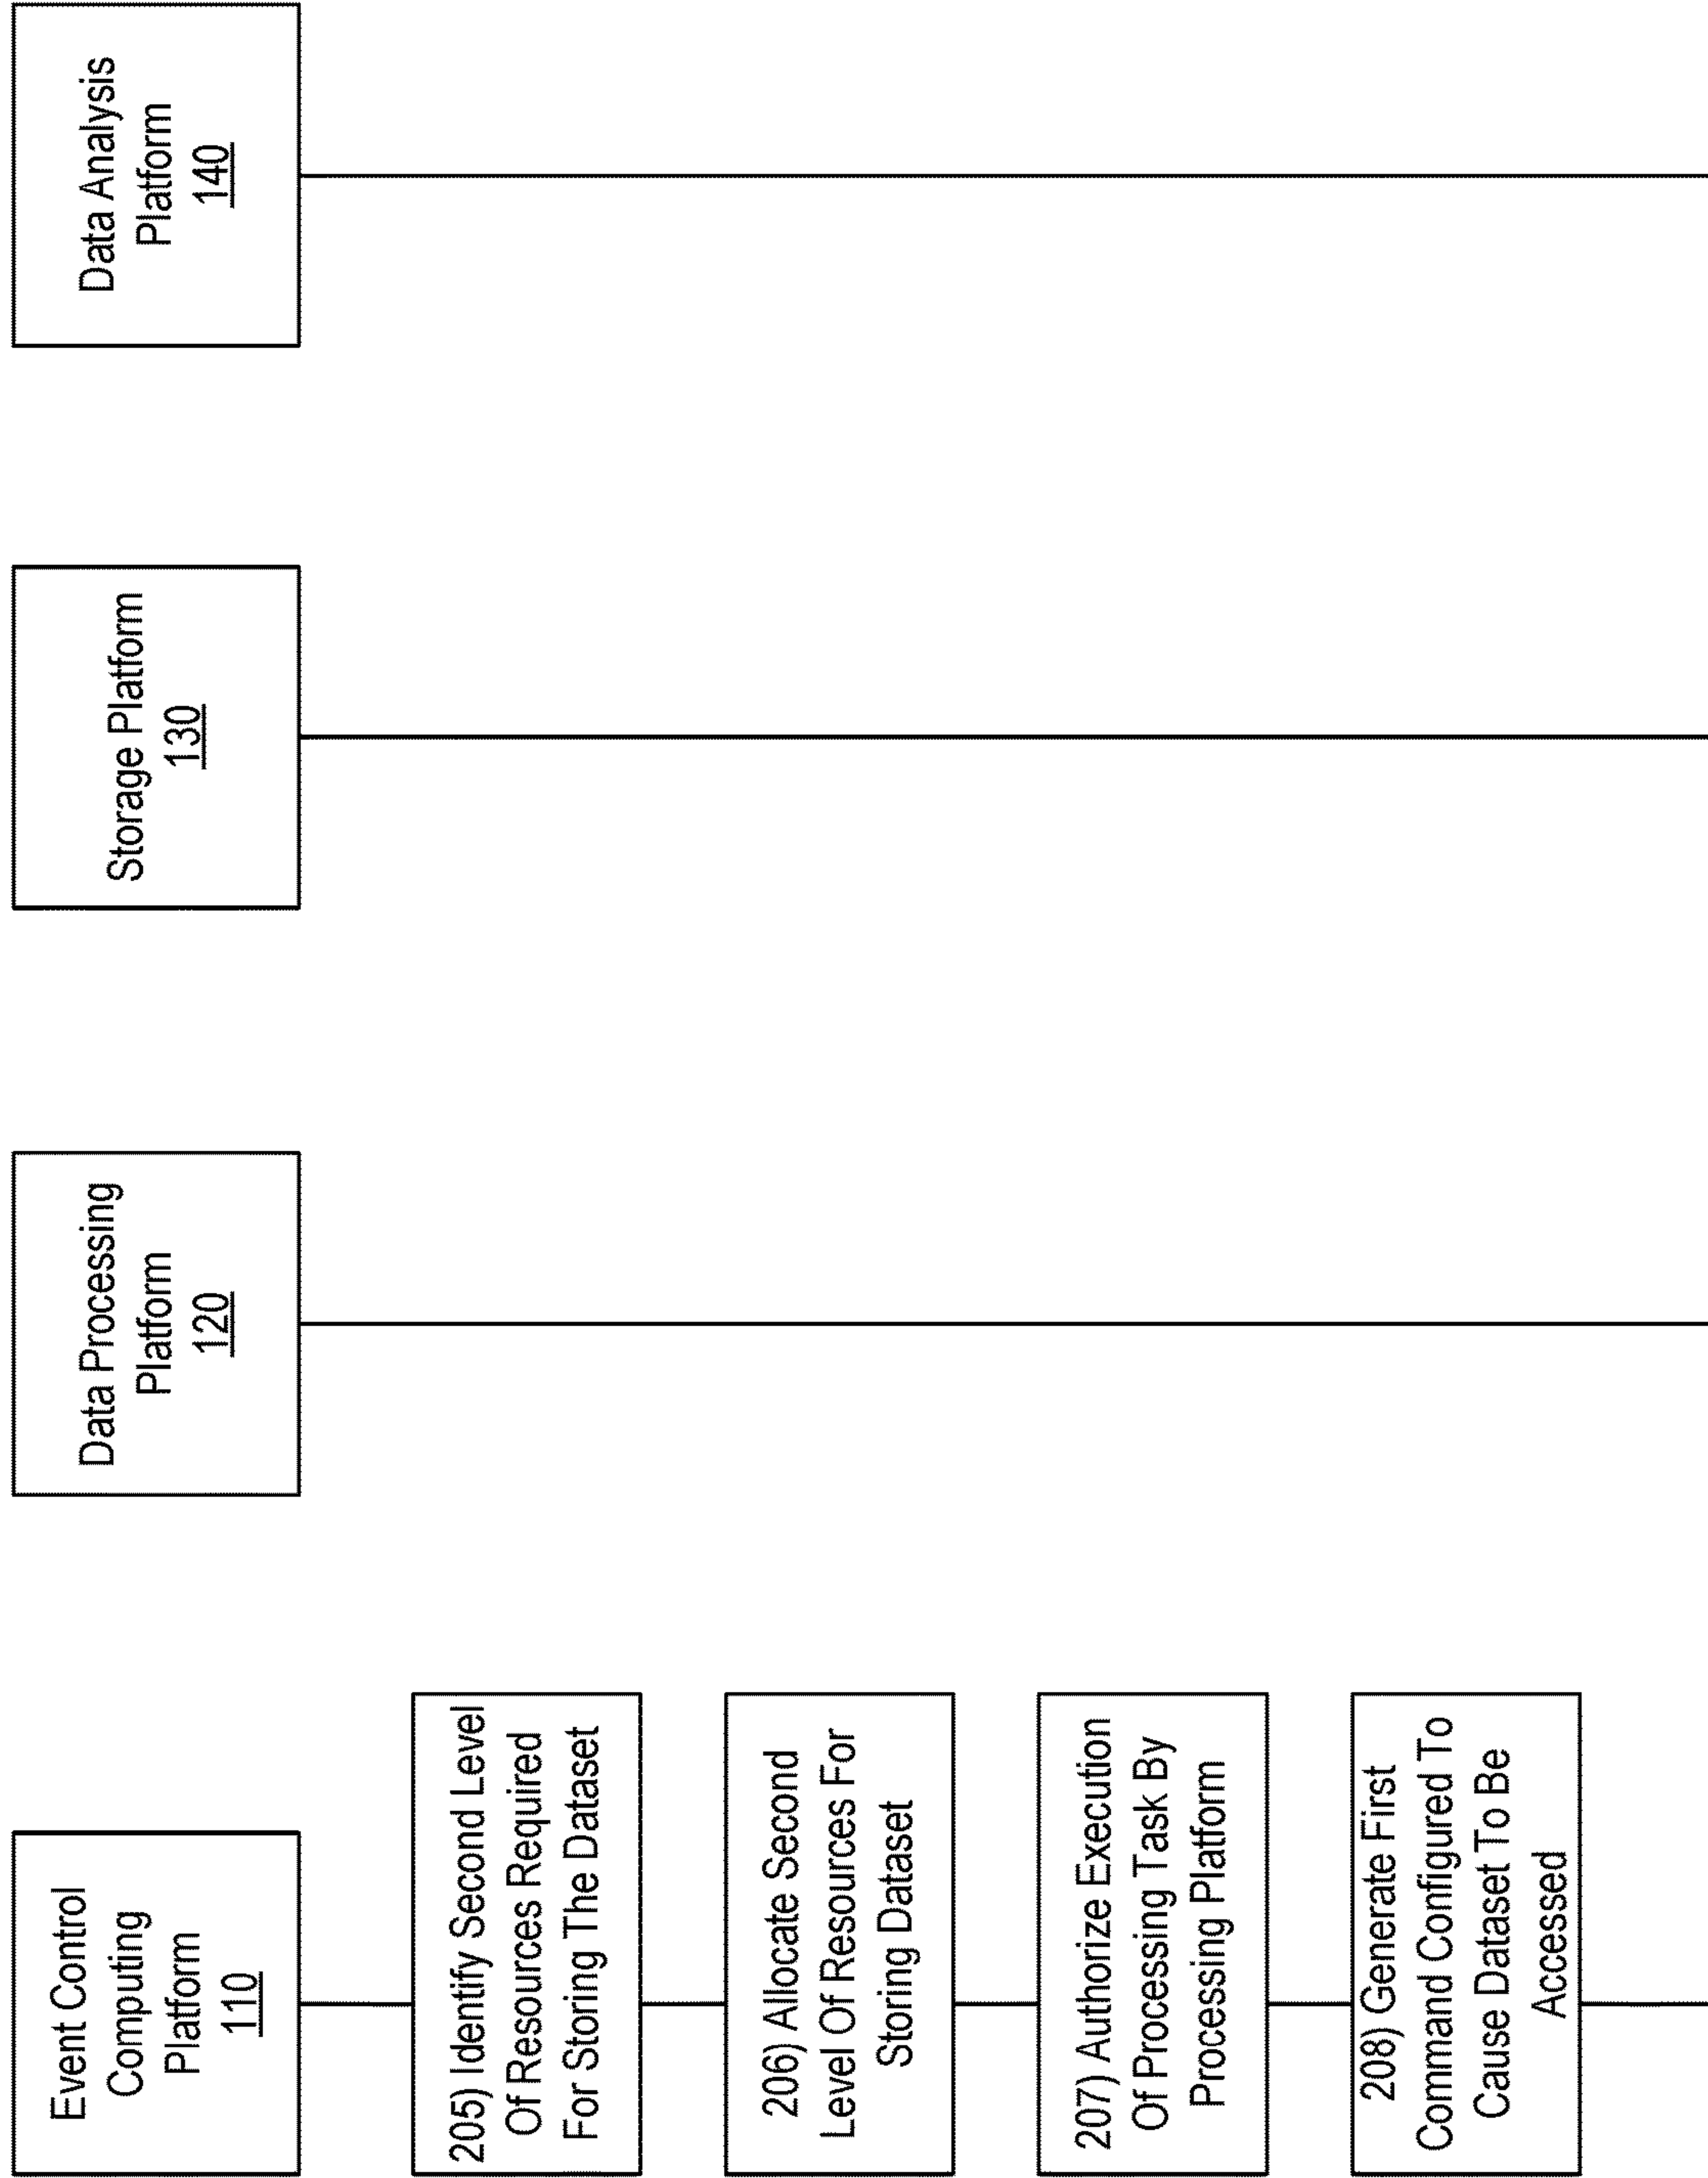 Event Control
Computing
Platform
110
Data Processing
Platform
120
Storage Platform
130
Data Analysis
Platform
140
205) Identify Second Level
Of Resources Required
For Storing The Dataset
206) Allocate Second
Level Of Resources For
Storing Dataset
207) Authorize Execution
Of Processing Task By
Processing Platform
208) Generate First
Command Configured To
Cause Dataset To Be
Accessed